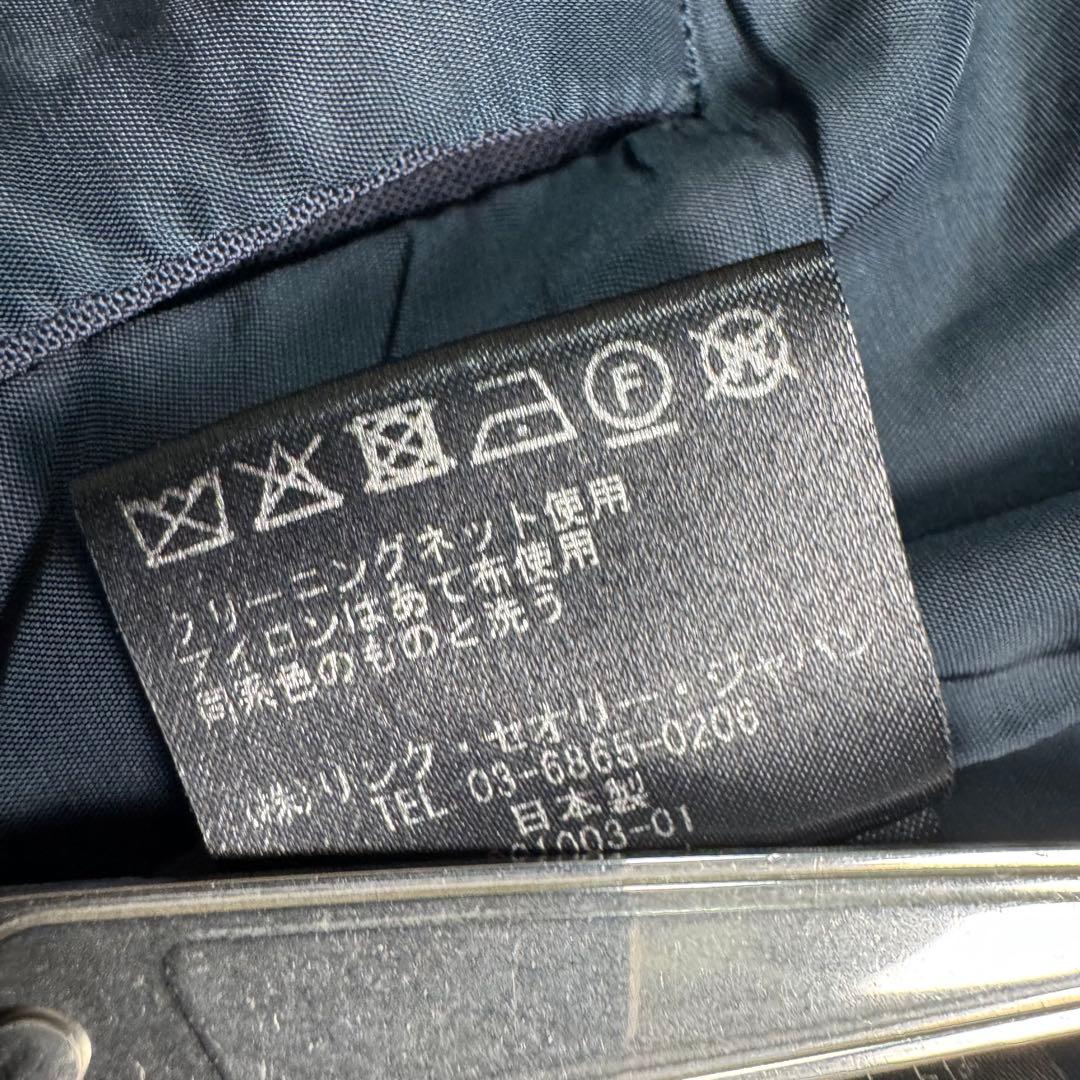 F
W
クリーニングネット使用
アイロンはあて布使用
同系色のものと洗う
(株)リンク・セオリー・ジャパン
TEL 03-6865-0206
日本製
61003-01